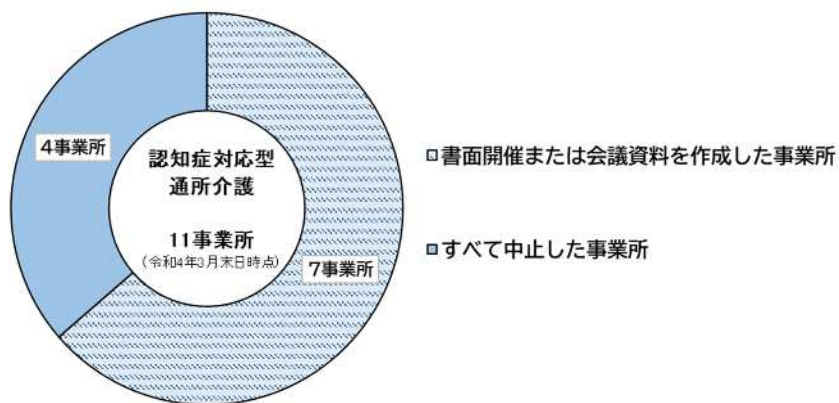 4事業所
認知症対応型
通所介護
11事業所
(令和4年3月末日時点)
7事業所
書面開催または会議資料を作成した事業所
すべて中止した事業所